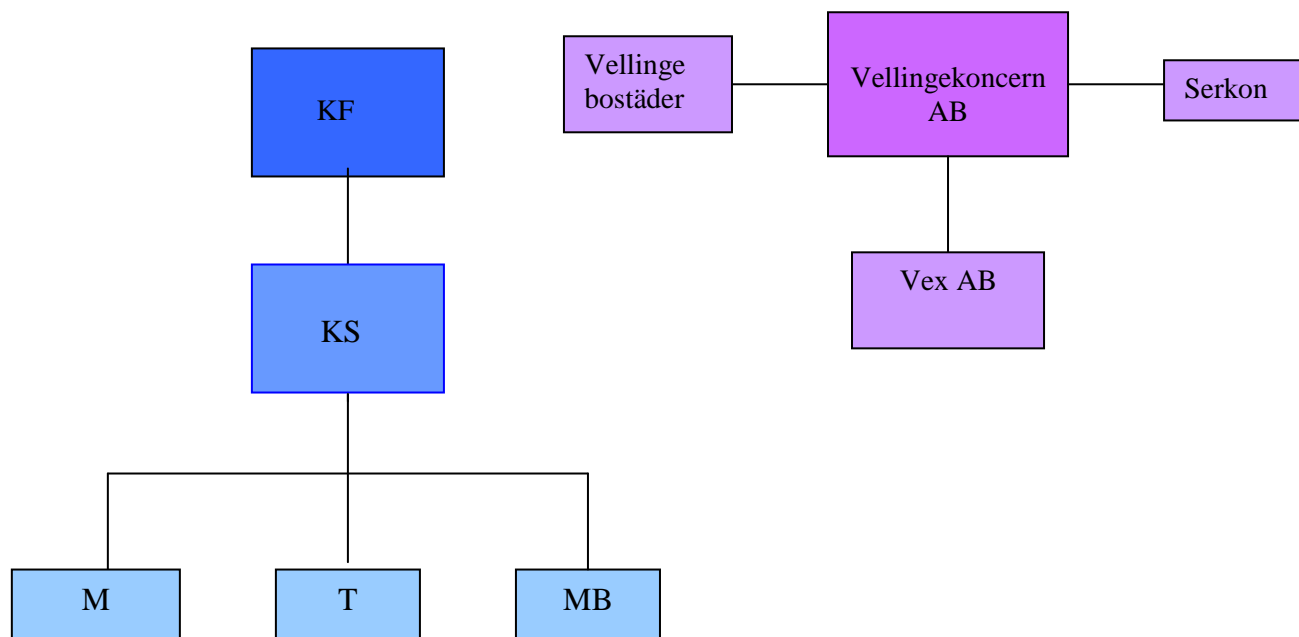 KF
Vellinge
bostäder
Vellingekoncern
AB
Serkon
Vex AB
KS
M
T
MB